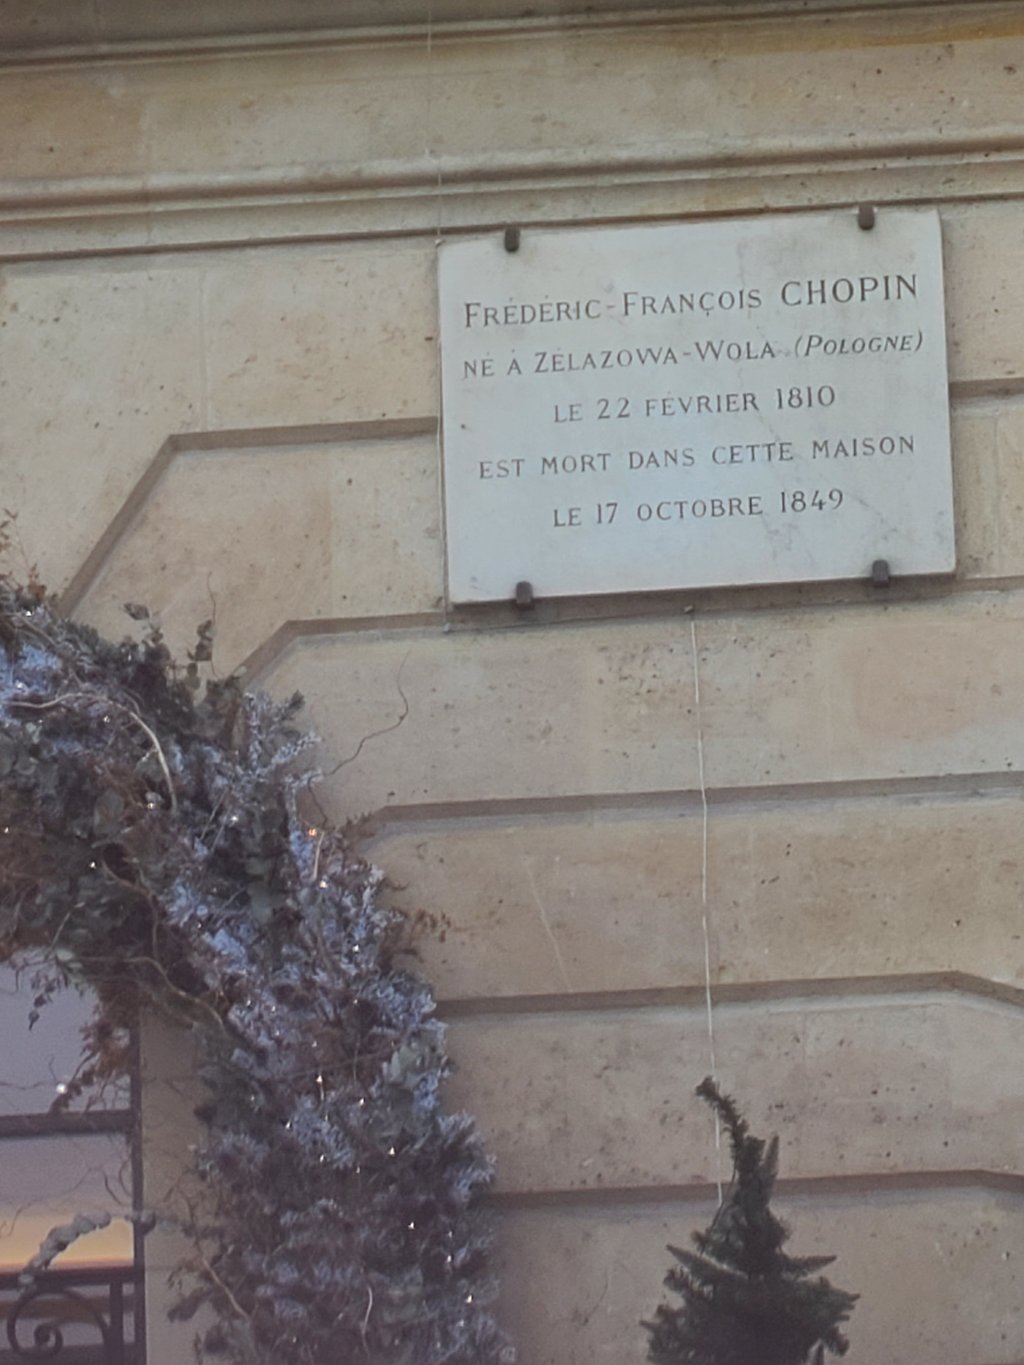 FRÉDÉRIC-FRANÇOIS CHOPIN
NÉ À ZÉLAZOWA-WOLA (POLOGNE)
LE 22 FÉVRIER 1810
EST MORT DANS CETTE MAISON
LE 17 OCTOBRE 1849